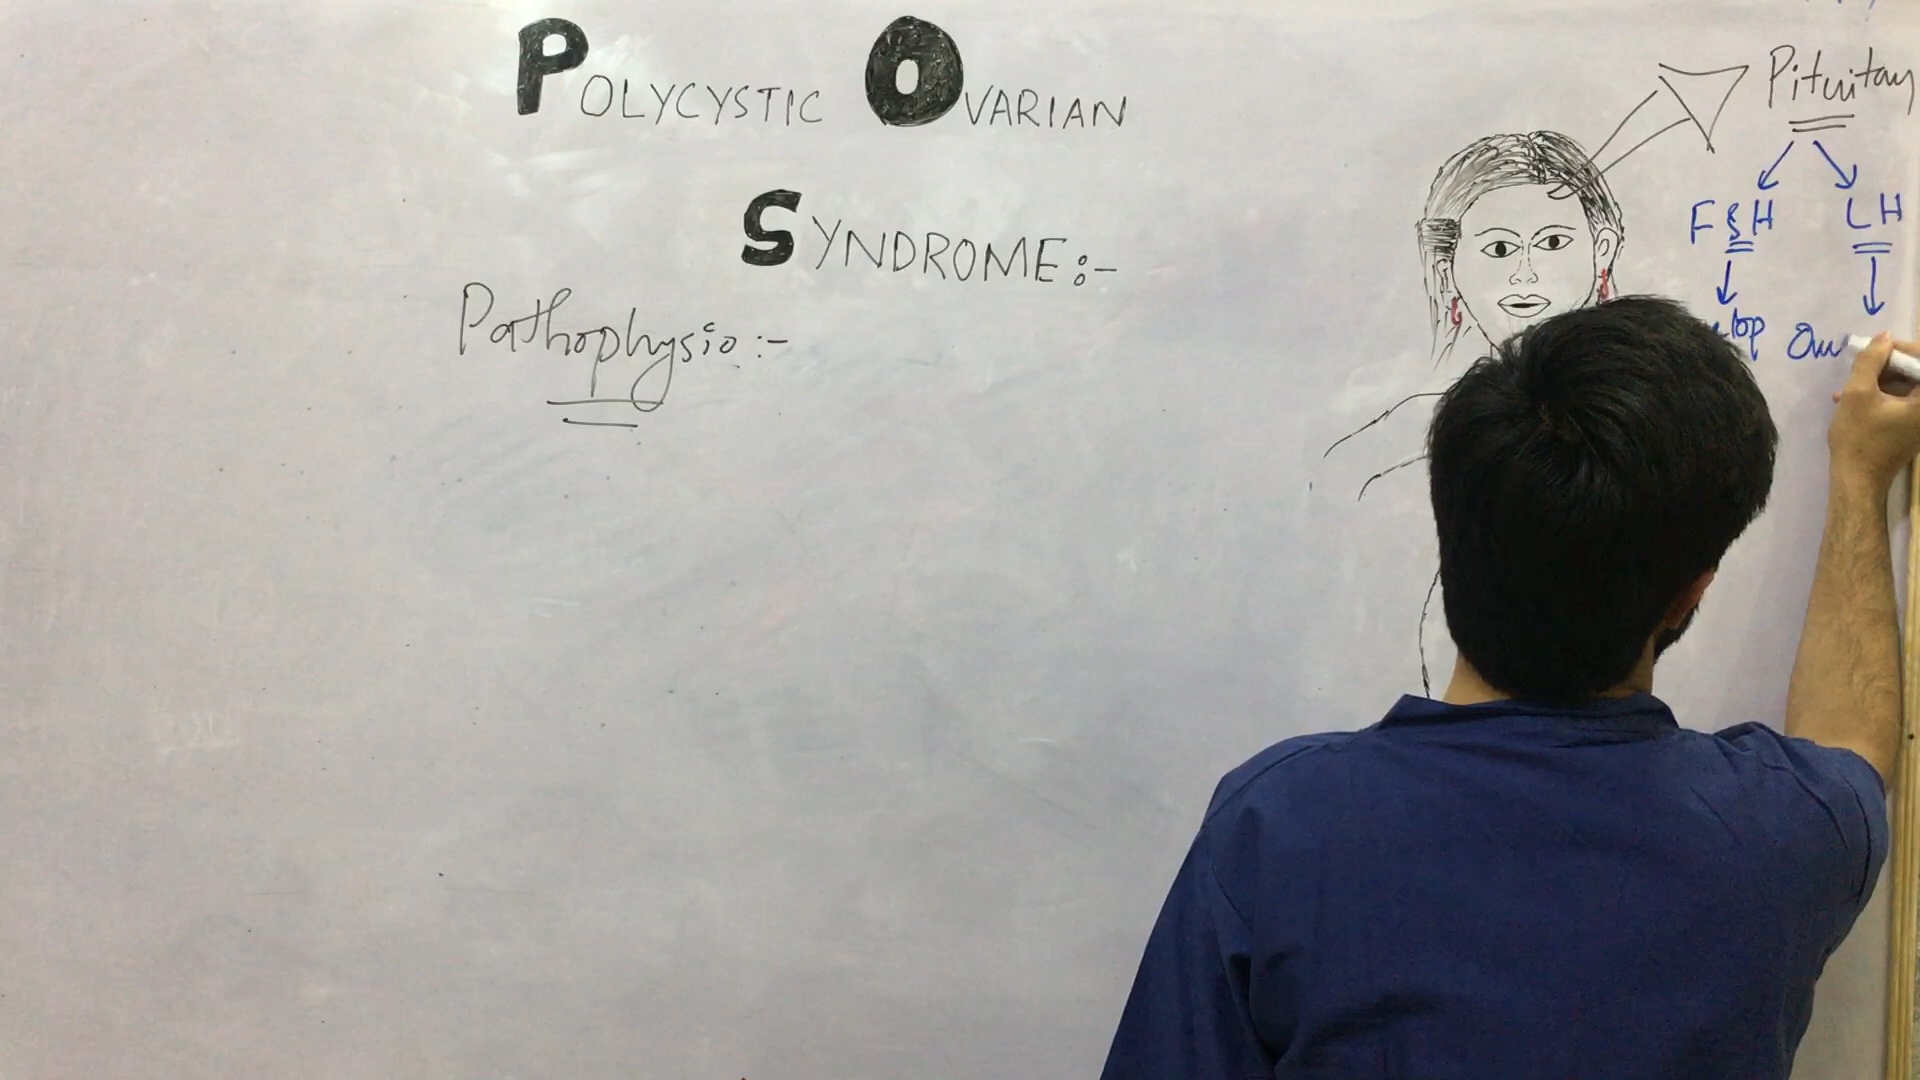 POLYCYSTIC OVARIAN
SYNDROME:-
Pathophysio:-
Pituitary
FSH LH